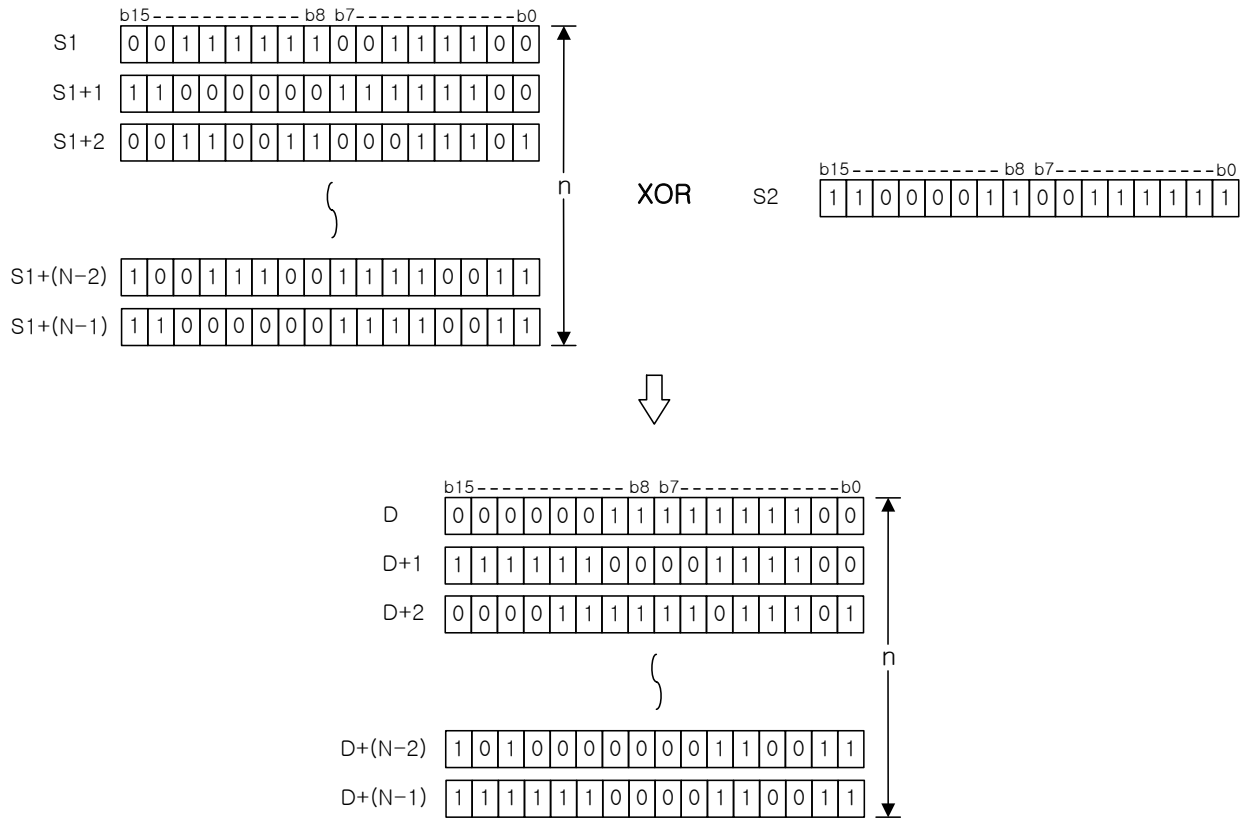 b15 b8 b7 b0
S1 0 0 1 1 1 1 1 1 0 0 1 1 1 1 0 0
S1+1 1 1 0 0 0 0 0 0 1 1 1 1 1 1 0 0
S1+2 0 0 1 1 0 0 1 1 0 0 0 1 1 1 0 1
n
XOR
b15 b8 b7 b0
S2 1 1 0 0 0 0 1 1 0 0 1 1 1 1 1 1
S1+(N-2) 1 0 0 1 1 1 0 0 1 1 1 1 0 0 1 1
S1+(N-1) 1 1 0 0 0 0 0 0 1 1 1 1 0 0 1 1
b15 b8 b7 b0
D 0 0 0 0 0 0 1 1 1 1 1 1 1 1 0 0
D+1 1 1 1 1 1 1 0 0 0 0 1 1 1 1 0 0
D+2 0 0 0 0 1 1 1 1 1 1 0 1 1 1 0 1
n
D+(N-2) 1 0 1 0 0 0 0 0 0 0 1 1 0 0 1 1
D+(N-1) 1 1 1 1 1 1 0 0 0 0 1 1 0 0 1 1